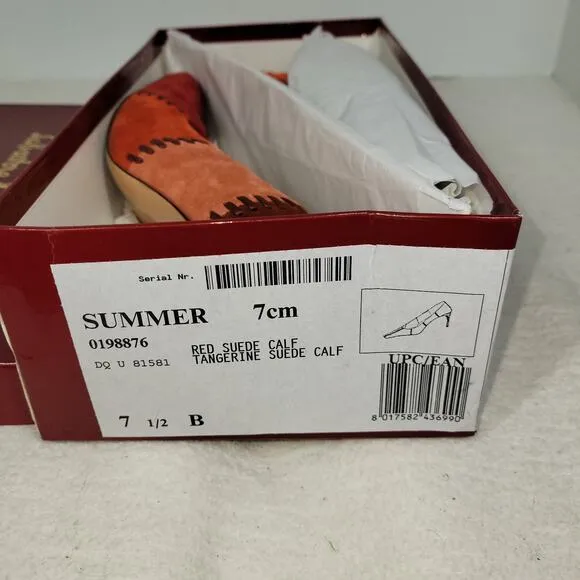 Serial Nr.
SUMMER 7cm
0198876
RED SUEDE CALF
DQ U 81581
TANGERINE SUEDE CALF
UPC/EAN
8 017582 436990
7 1/2 B